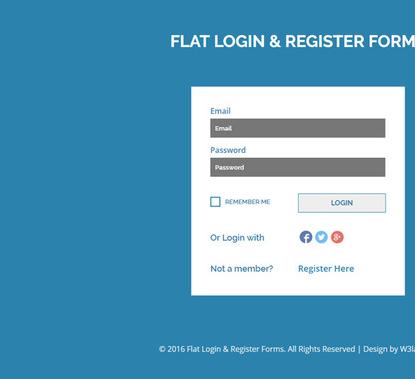 FLAT LOGIN & REGISTER FORM
Email
Email
Password
Password
REMEMBER ME LOGIN
Or Login with
Not a member? Register Here
© 2016 Flat Login & Register Forms. All Rights Reserved | Design by W3la